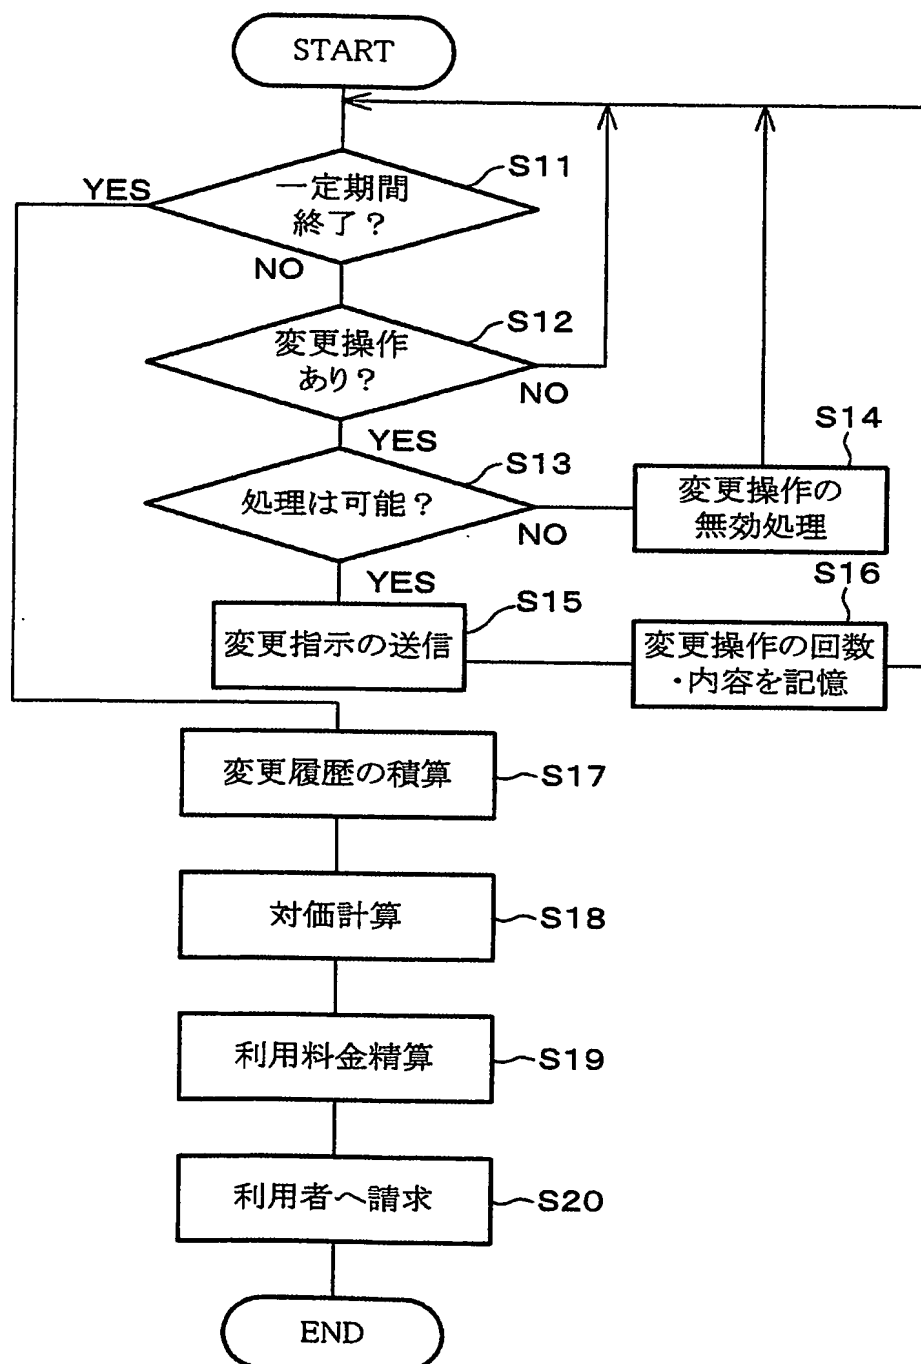 START
S11
YES
一定期間
終了?
NO
S12
変更操作
あり?
NO
YES
S13
処理は可能?
NO
S14
変更操作の
無効処理
YES
S15
変更指示の送信
S16
変更操作の回数
・内容を記憶
変更履歴の積算
S17
対価計算
S18
利用料金精算
S19
利用者へ請求
S20
END